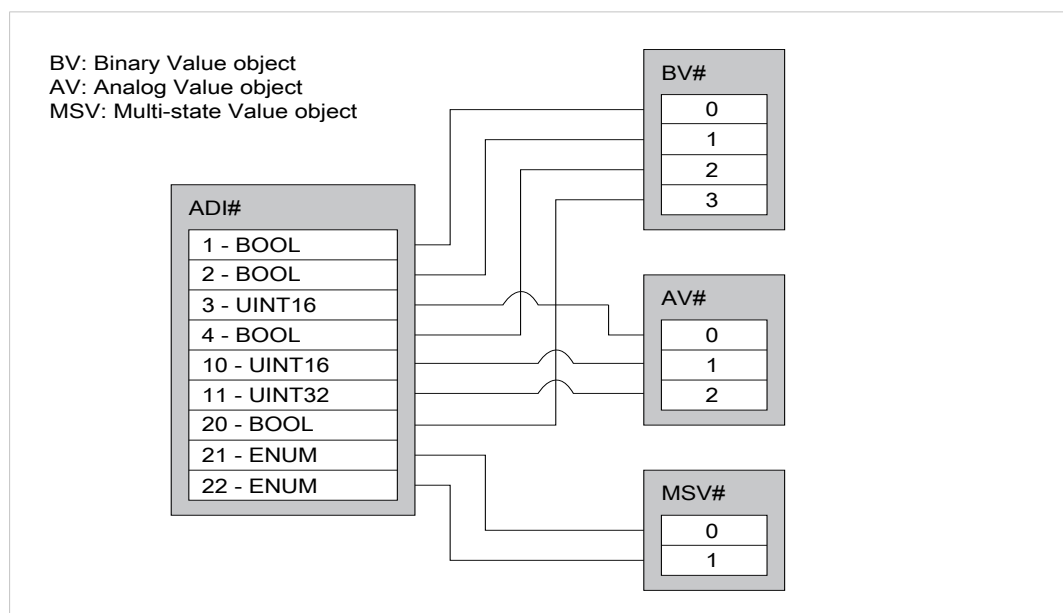 BV: Binary Value object
AV: Analog Value object
MSV: Multi-state Value object
ADI#
1 - BOOL
2 - BOOL
3 - UINT16
4 - BOOL
10 - UINT16
11 - UINT32
20 - BOOL
21 - ENUM
22 - ENUM
BV#
0
1
2
3
AV#
0
1
2
MSV#
0
1